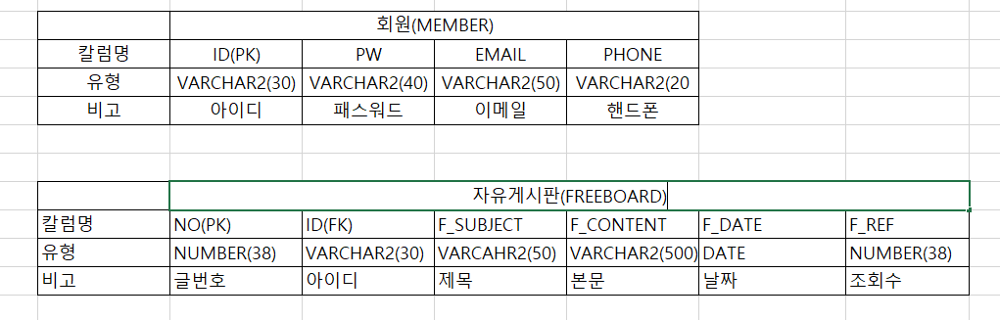 회원(MEMBER)
칼럼명 ID(PK) PW EMAIL PHONE
유형 VARCHAR2(30) VARCHAR2(40) VARCHAR2(50) VARCHAR2(20
비고 아이디 패스워드 이메일 핸드폰
자유게시판(FREEBOARD)
칼럼명 NO(PK) ID(FK) F_SUBJECT F_CONTENT F_DATE F_REF
유형 NUMBER(38) VARCHAR2(30) VARCAHR2(50) VARCHAR2(500) DATE NUMBER(38)
비고 글번호 아이디 제목 본문 날짜 조회수